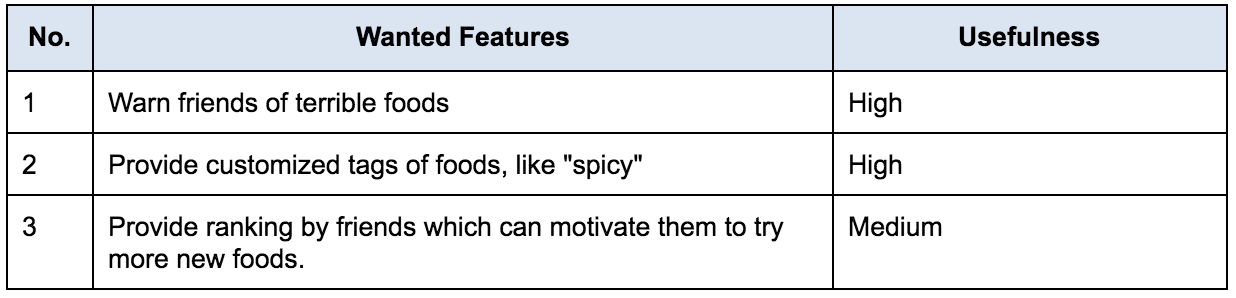 No. Wanted Features Usefulness
1 Warn friends of terrible foods High
2 Provide customized tags of foods, like "spicy" High
3 Provide ranking by friends which can motivate them to try Medium
more new foods.